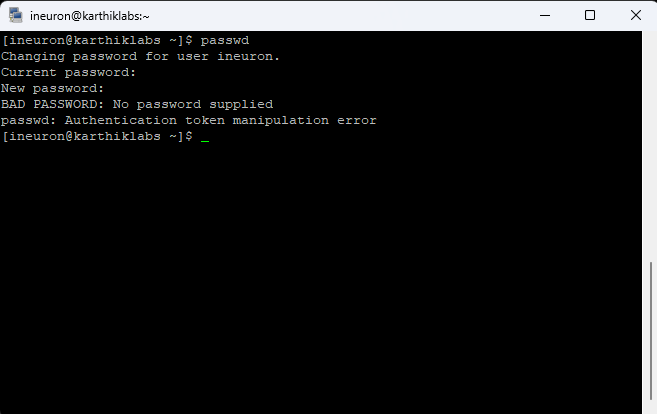 ineuron@karthiklabs:~
[ineuron@karthiklabs ~]$ passwd
Changing password for user ineuron.
Current password:
New password:
BAD PASSWORD: No password supplied
passwd: Authentication token manipulation error
[ineuron@karthiklabs ~]$ _